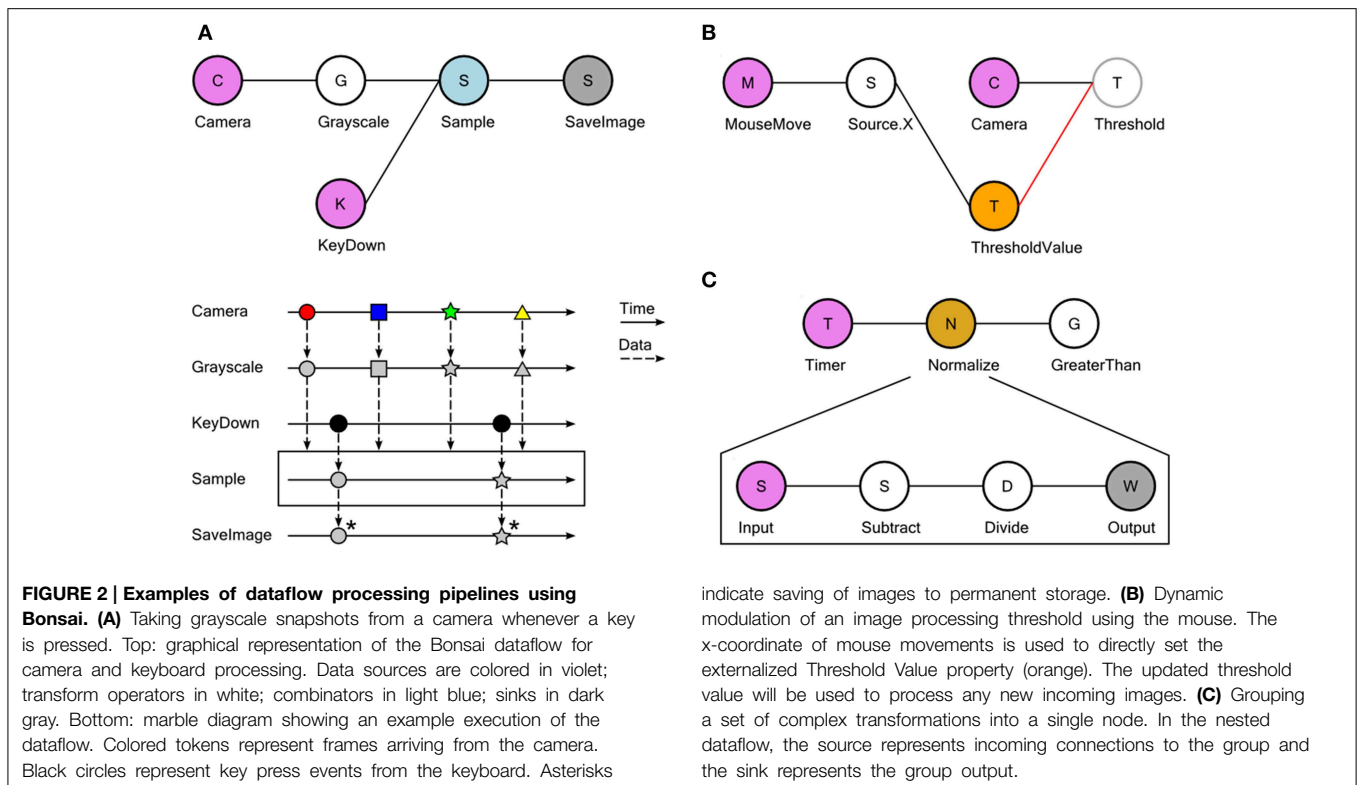 A
C
G
S
S
Camera
Grayscale
Sample
SaveImage
K
KeyDown
Camera
Grayscale
KeyDown
Sample
SaveImage
*
*
Time
Data
B
M
S
C
T
MouseMove
Source.X
Camera
Threshold
T
ThresholdValue
C
T
N
G
Timer
Normalize
GreaterThan
S
S
D
W
Input
Subtract
Divide
Output
FIGURE 2 | Examples of dataflow processing pipelines using
Bonsai. (A) Taking grayscale snapshots from a camera whenever a key
is pressed. Top: graphical representation of the Bonsai dataflow for
camera and keyboard processing. Data sources are colored in violet;
transform operators in white; combinators in light blue; sinks in dark
gray. Bottom: marble diagram showing an example execution of the
dataflow. Colored tokens represent frames arriving from the camera.
Black circles represent key press events from the keyboard. Asterisks
indicate saving of images to permanent storage. (B) Dynamic
modulation of an image processing threshold using the mouse. The
x-coordinate of mouse movements is used to directly set the
externalized Threshold Value property (orange). The updated threshold
value will be used to process any new incoming images. (C) Grouping
a set of complex transformations into a single node. In the nested
dataflow, the source represents incoming connections to the group and
the sink represents the group output.